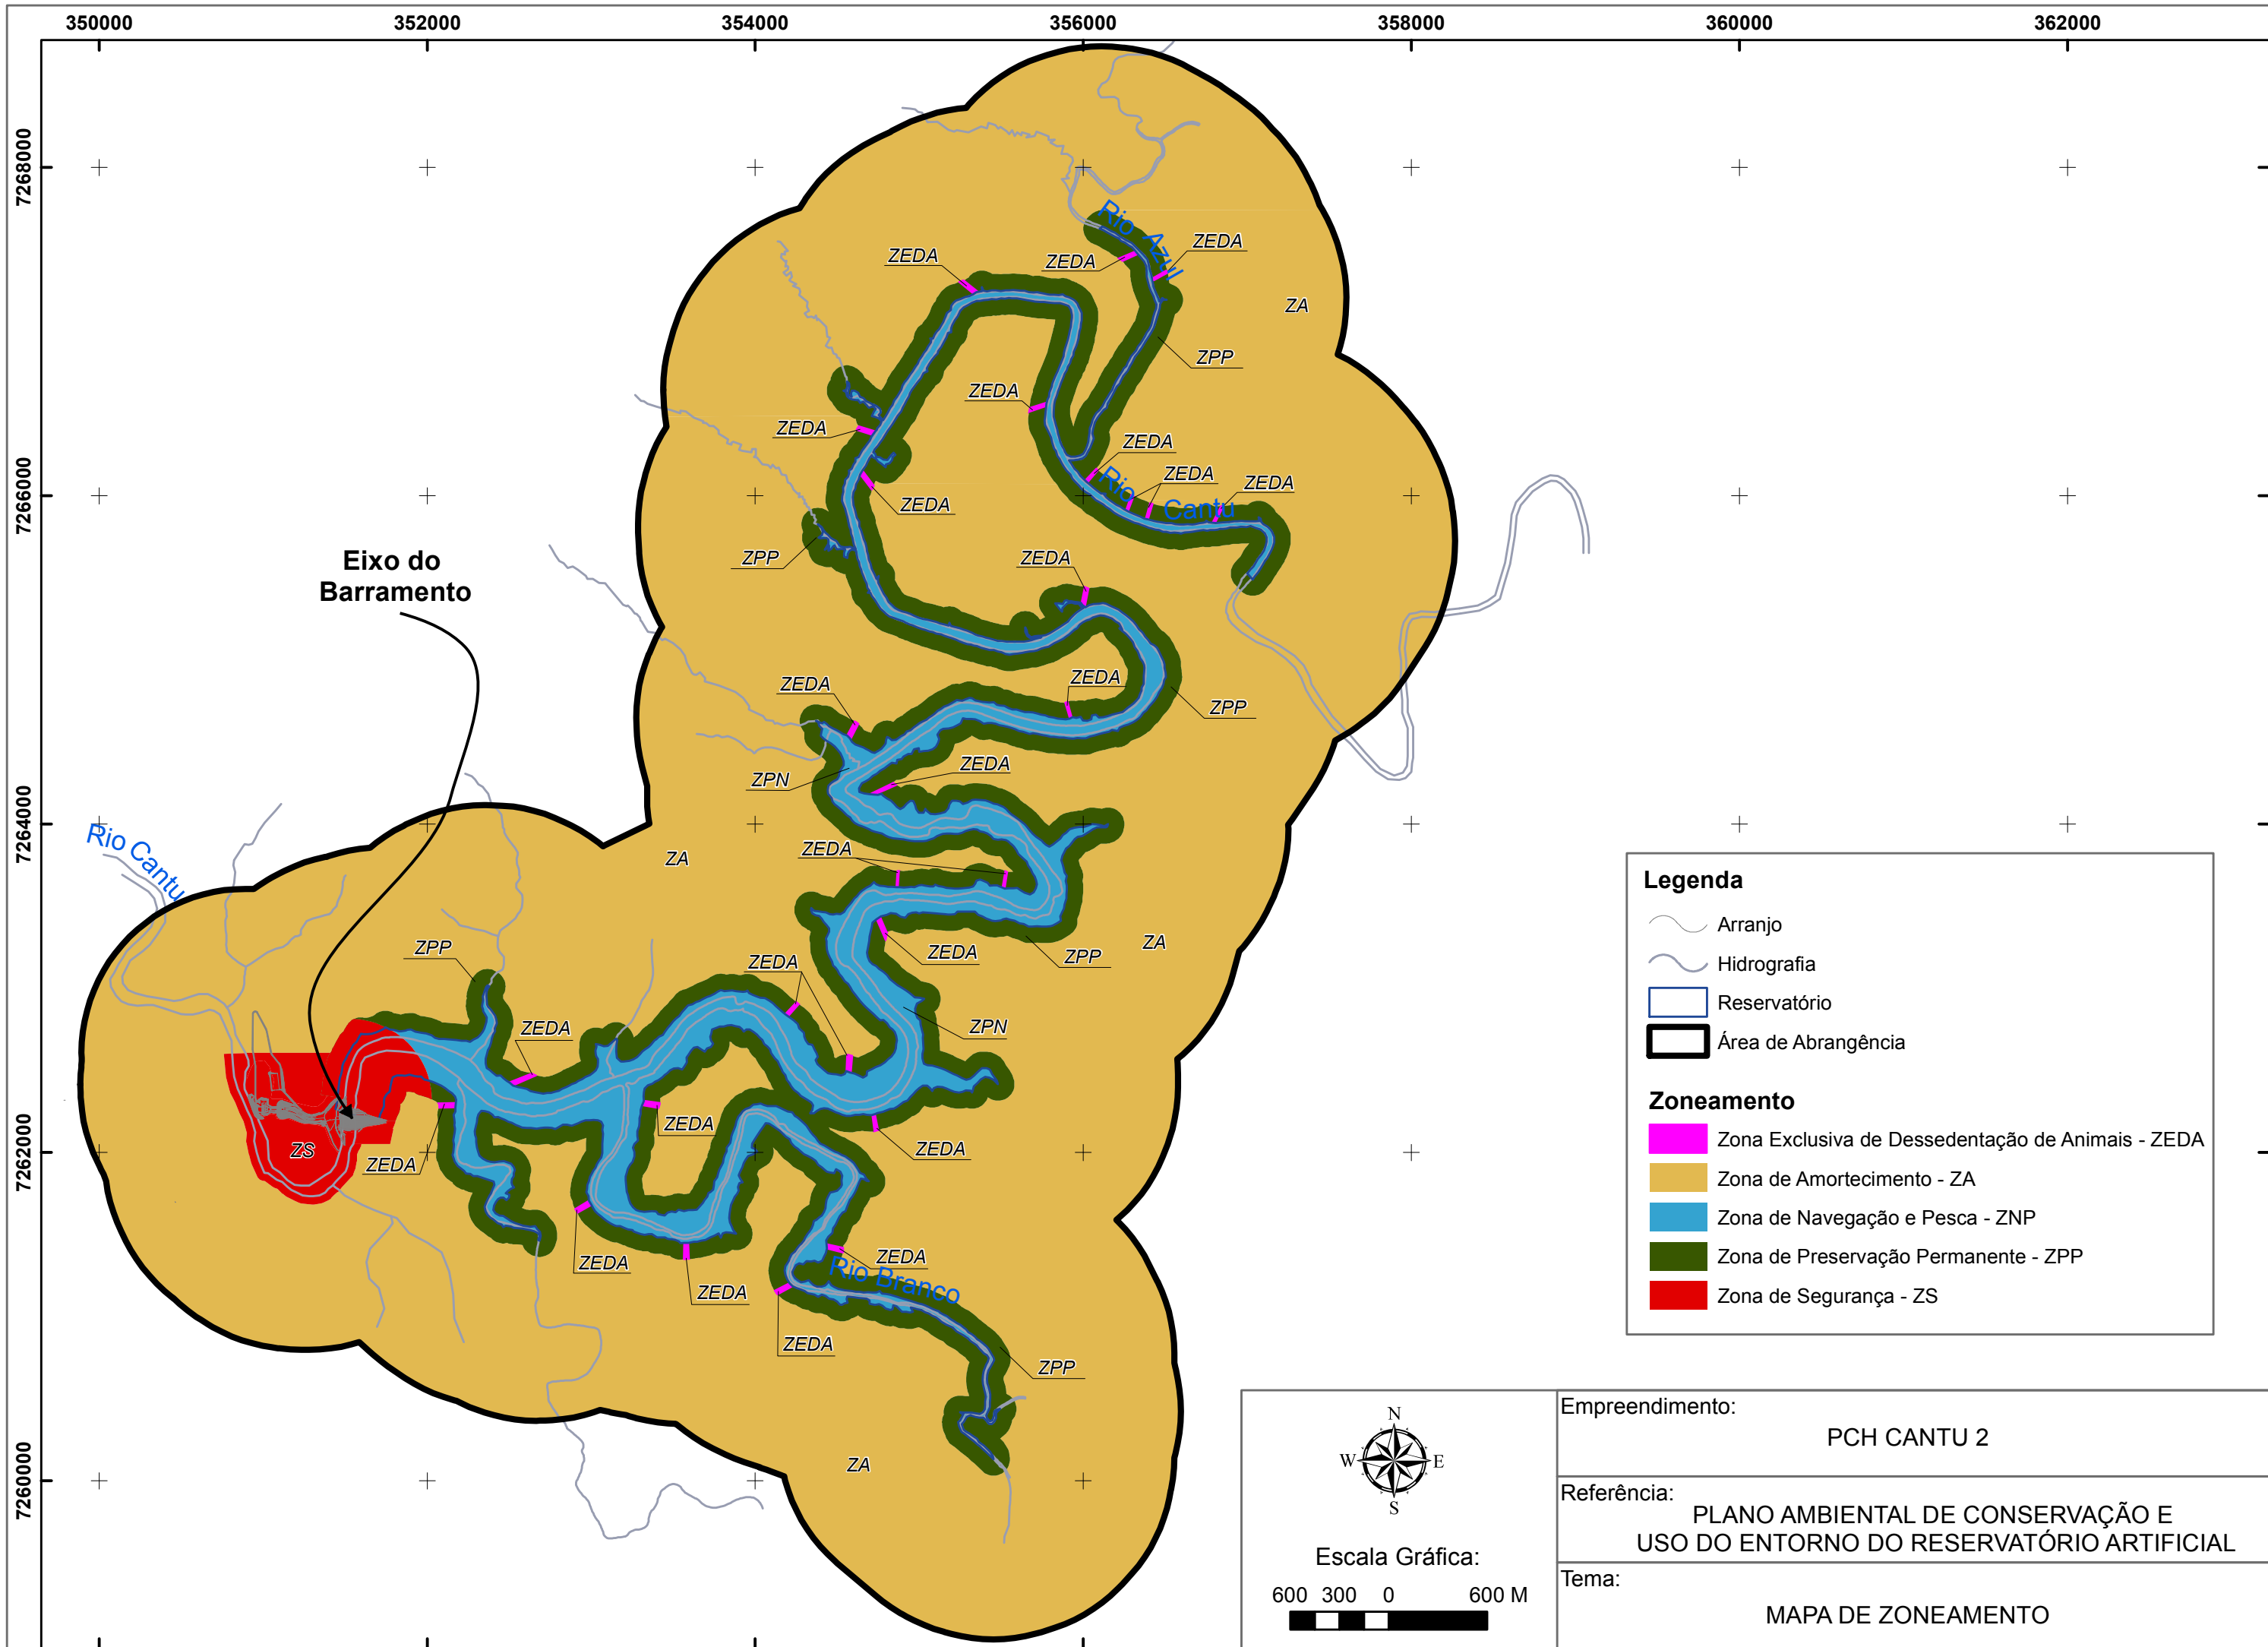 350000 352000 354000 356000 358000 360000 362000
7268000
7266000
7264000
7262000
7260000
Rio Azul
ZEDA
ZEDA
ZEDA
ZA
ZPP
ZEDA
ZEDA
ZEDA
ZEDA
ZEDA
ZEDA
Rio Cantu
ZPP
ZEDA
Eixo do
Barramento
ZEDA
ZEDA
ZPP
ZPN
ZEDA
Rio Cantu
ZA
ZEDA
ZPP
ZEDA
ZPP
ZA
ZEDA
ZPN
ZEDA
ZS
ZEDA
ZEDA
ZEDA
ZEDA
ZEDA
ZEDA
Rio Branco
ZEDA
ZEDA
ZPP
ZA
Legenda
Arranjo
Hidrografia
Reservatório
Área de Abrangência
Zoneamento
Zona Exclusiva de Dessedentação de Animais - ZEDA
Zona de Amortecimento - ZA
Zona de Navegação e Pesca - ZNP
Zona de Preservação Permanente - ZPP
Zona de Segurança - ZS
N
W E
S
Escala Gráfica:
600 300 0 600 M
Empreendimento:
PCH CANTU 2
Referência:
PLANO AMBIENTAL DE CONSERVAÇÃO E
USO DO ENTORNO DO RESERVATÓRIO ARTIFICIAL
Tema:
MAPA DE ZONEAMENTO